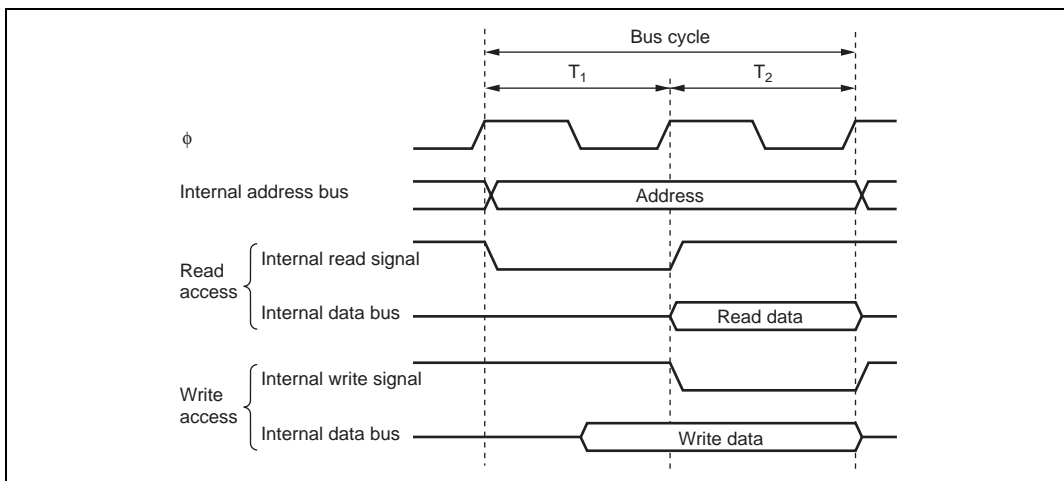 Bus cycle
T₁ T₂
ϕ
Internal address bus Address
Read access
Internal read signal
Internal data bus Read data
Write access
Internal write signal
Internal data bus Write data